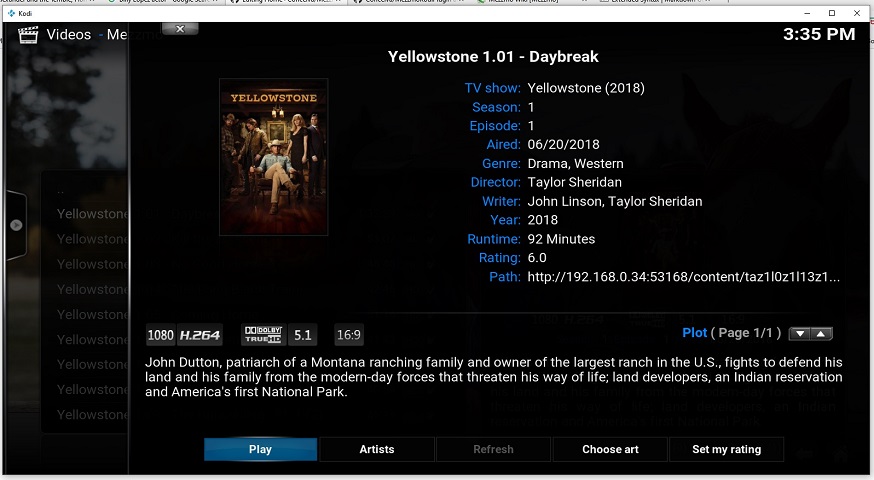 Kodi
Videos - Mezzmo
3:35 PM
Yellowstone 1.01 - Daybreak
YELLOWSTONE
TV show: Yellowstone (2018)
Season: 1
Episode: 1
Aired: 06/20/2018
Genre: Drama, Western
Director: Taylor Sheridan
Writer: John Linson, Taylor Sheridan
Year: 2018
Runtime: 92 Minutes
Rating: 6.0
Path: http://192.168.0.34:53168/content/taz1l0z1l13z1...
..
Yellowstone
Yellowstone
Yellowstone
Yellowstone
Yellowstone
Yellowstone
Yellowstone
Yellowstone
Yellowstone
1080 H.264 DOLBY TRUEHD 5.1 16:9
Plot ( Page 1/1 )
John Dutton, patriarch of a Montana ranching family and owner of the largest ranch in the U.S., fights to defend his
land and his family from the modern-day forces that threaten his way of life; land developers, an Indian reservation
and America's first National Park.
Play Artists Refresh Choose art Set my rating